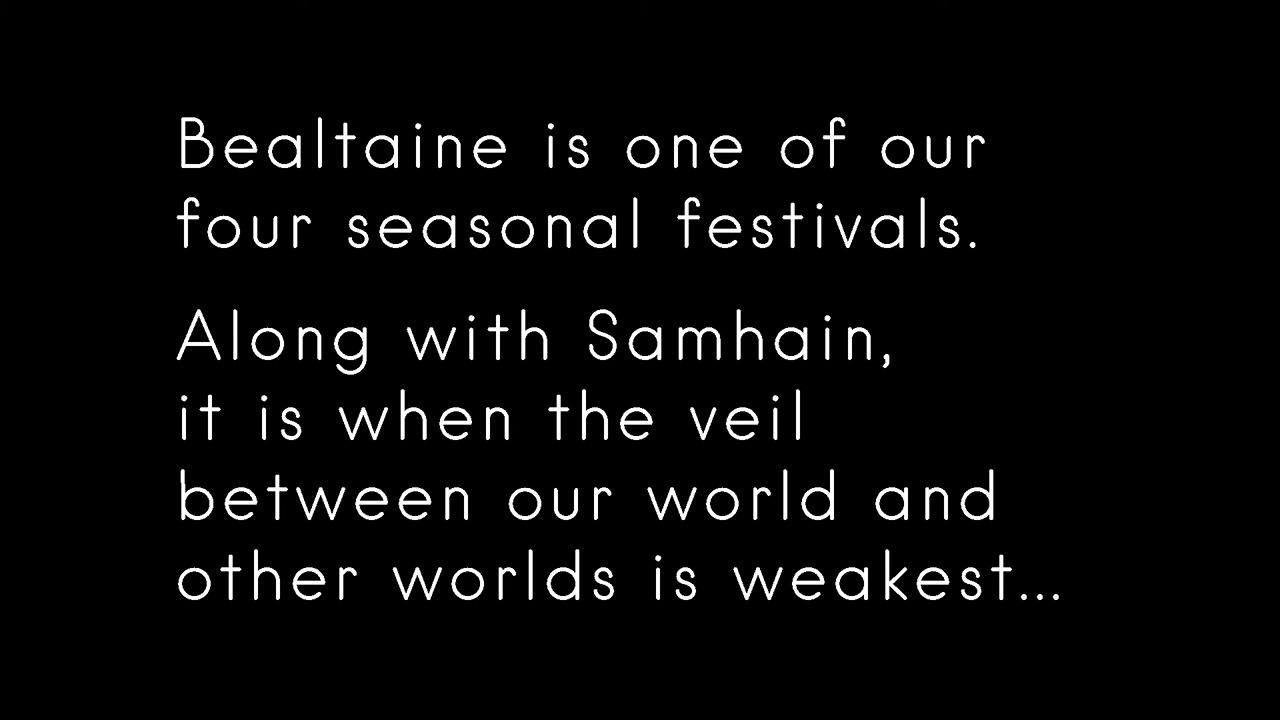 Bealtaine is one of our
four seasonal festivals.
Along with Samhain,
it is when the veil
between our world and
other worlds is weakest...